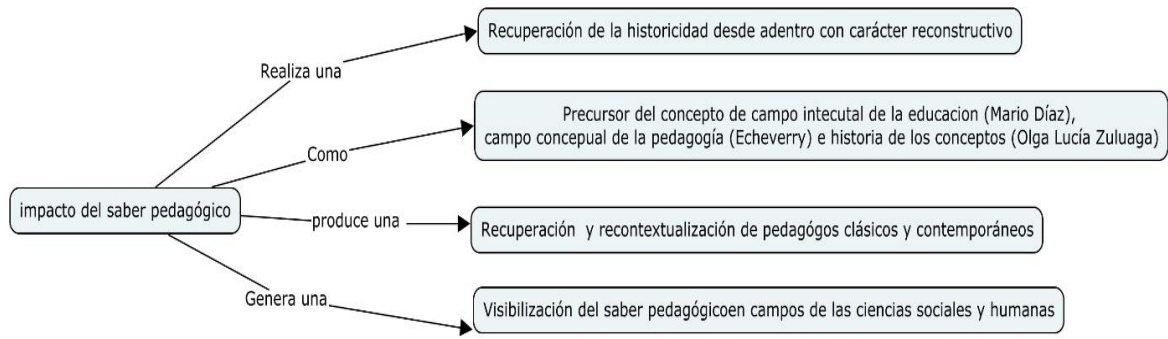 Recuperación de la historicidad desde adentro con carácter reconstructivo
Realiza una
Precursor del concepto de campo intecutal de la educacion (Mario Díaz),
campo concepual de la pedagogía (Echeverry) e historia de los conceptos (Olga Lucía Zuluaga)
Como
impacto del saber pedagógico
produce una
Recuperación y recontextualización de pedagógos clásicos y contemporáneos
Genera una
Visibilización del saber pedagógicoen campos de las ciencias sociales y humanas